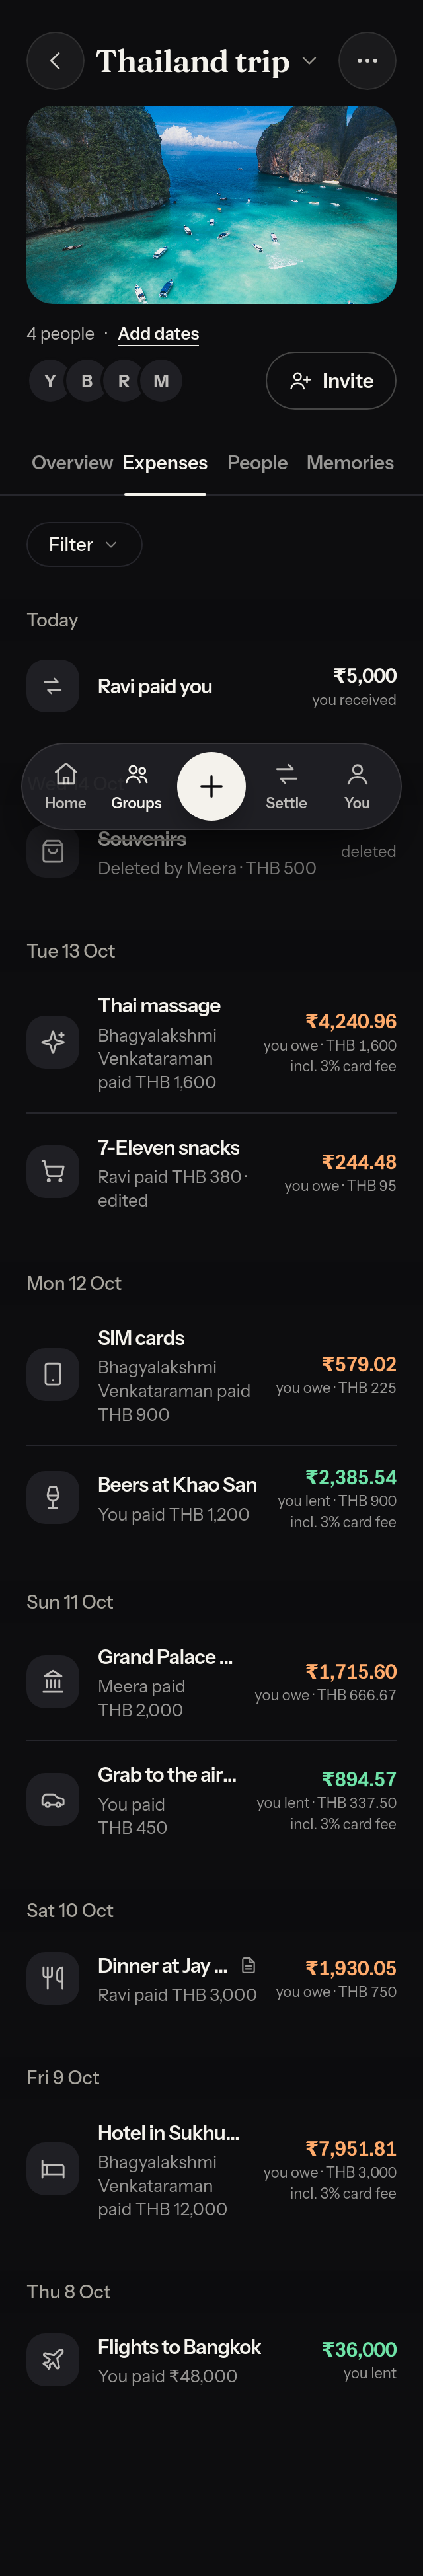 Thailand trip
4 people · Add dates
Y B R M
Invite
Overview Expenses People Memories
Filter
Today
Ravi paid you
₹5,000
you received
Home Groups Settle You
Souvenirs
Deleted by Meera · THB 500
deleted
Tue 13 Oct
Thai massage
Bhagyalakshmi
Venkataraman
paid THB 1,600
₹4,240.96
you owe · THB 1,600
incl. 3% card fee
7-Eleven snacks
Ravi paid THB 380 ·
edited
₹244.48
you owe · THB 95
Mon 12 Oct
SIM cards
Bhagyalakshmi
Venkataraman paid
THB 900
₹579.02
you owe · THB 225
Beers at Khao San
You paid THB 1,200
₹2,385.54
you lent · THB 900
incl. 3% card fee
Sun 11 Oct
Grand Palace ...
Meera paid
THB 2,000
₹1,715.60
you owe · THB 666.67
Grab to the air...
You paid
THB 450
₹894.57
you lent · THB 337.50
incl. 3% card fee
Sat 10 Oct
Dinner at Jay ...
Ravi paid THB 3,000
₹1,930.05
you owe · THB 750
Fri 9 Oct
Hotel in Sukhu...
Bhagyalakshmi
Venkataraman
paid THB 12,000
₹7,951.81
you owe · THB 3,000
incl. 3% card fee
Thu 8 Oct
Flights to Bangkok
You paid ₹48,000
₹36,000
you lent